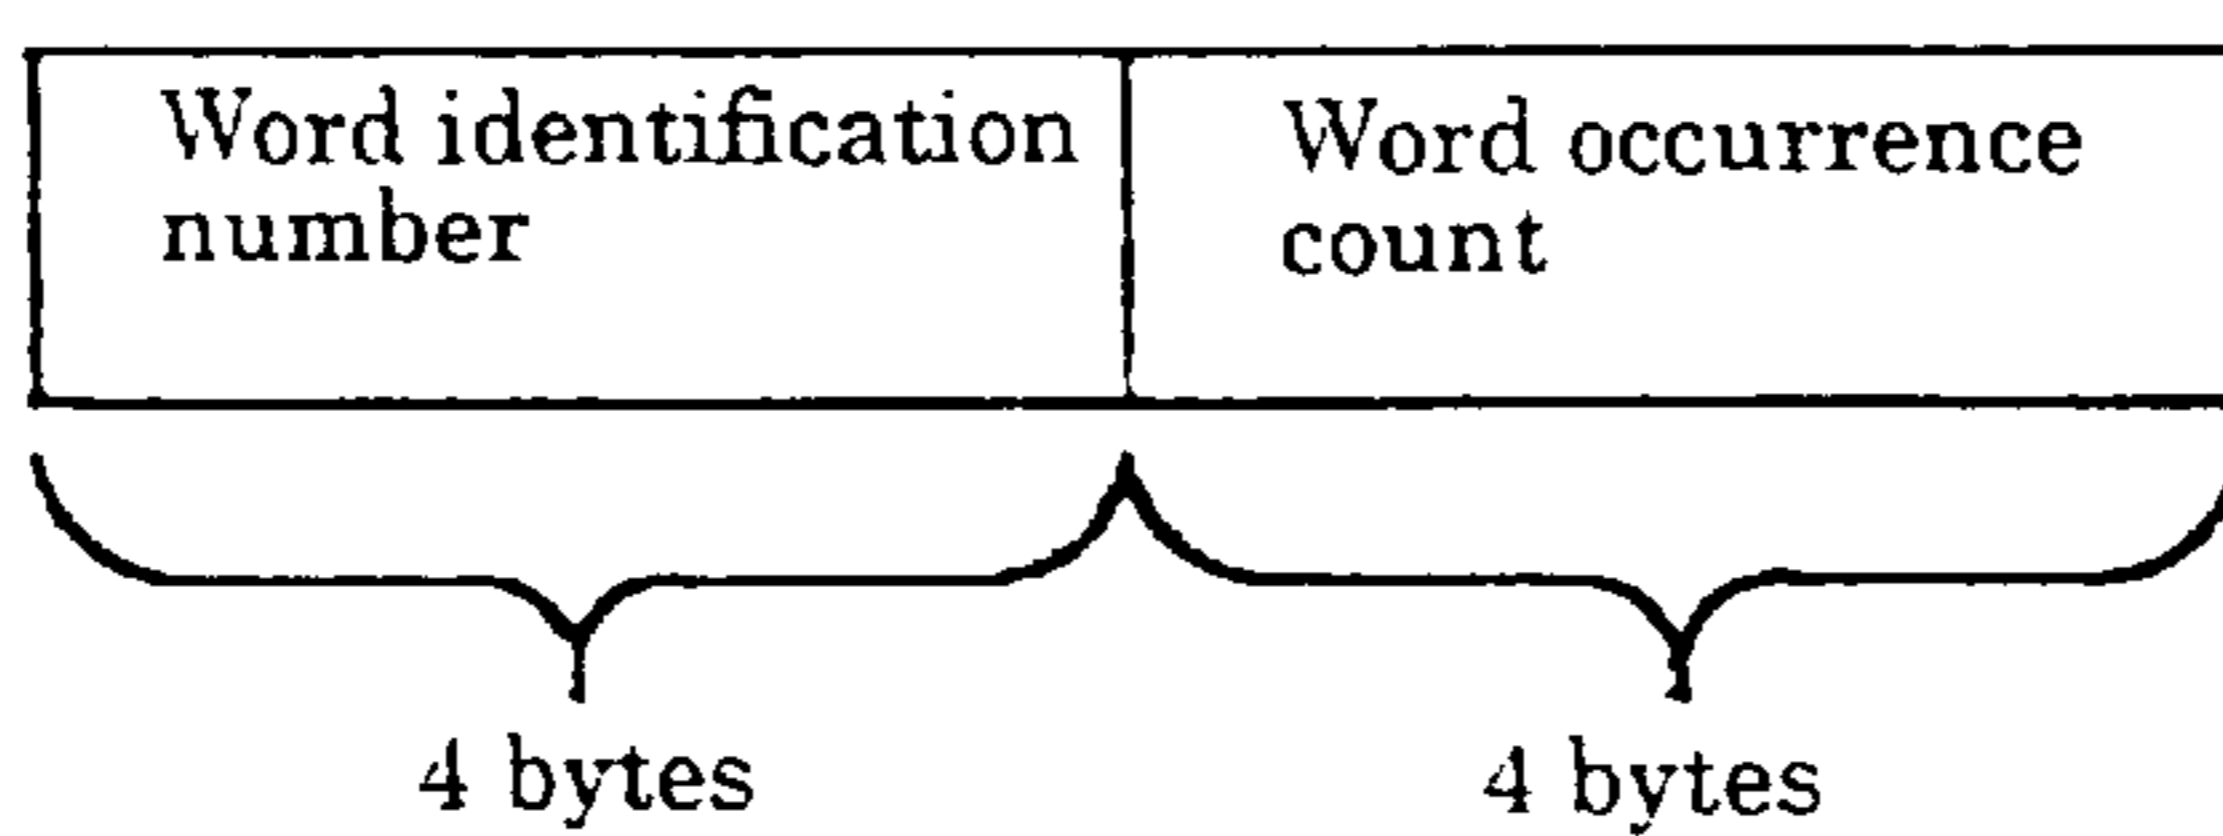 Word identification
number
Word occurrence
count
4 bytes
4 bytes